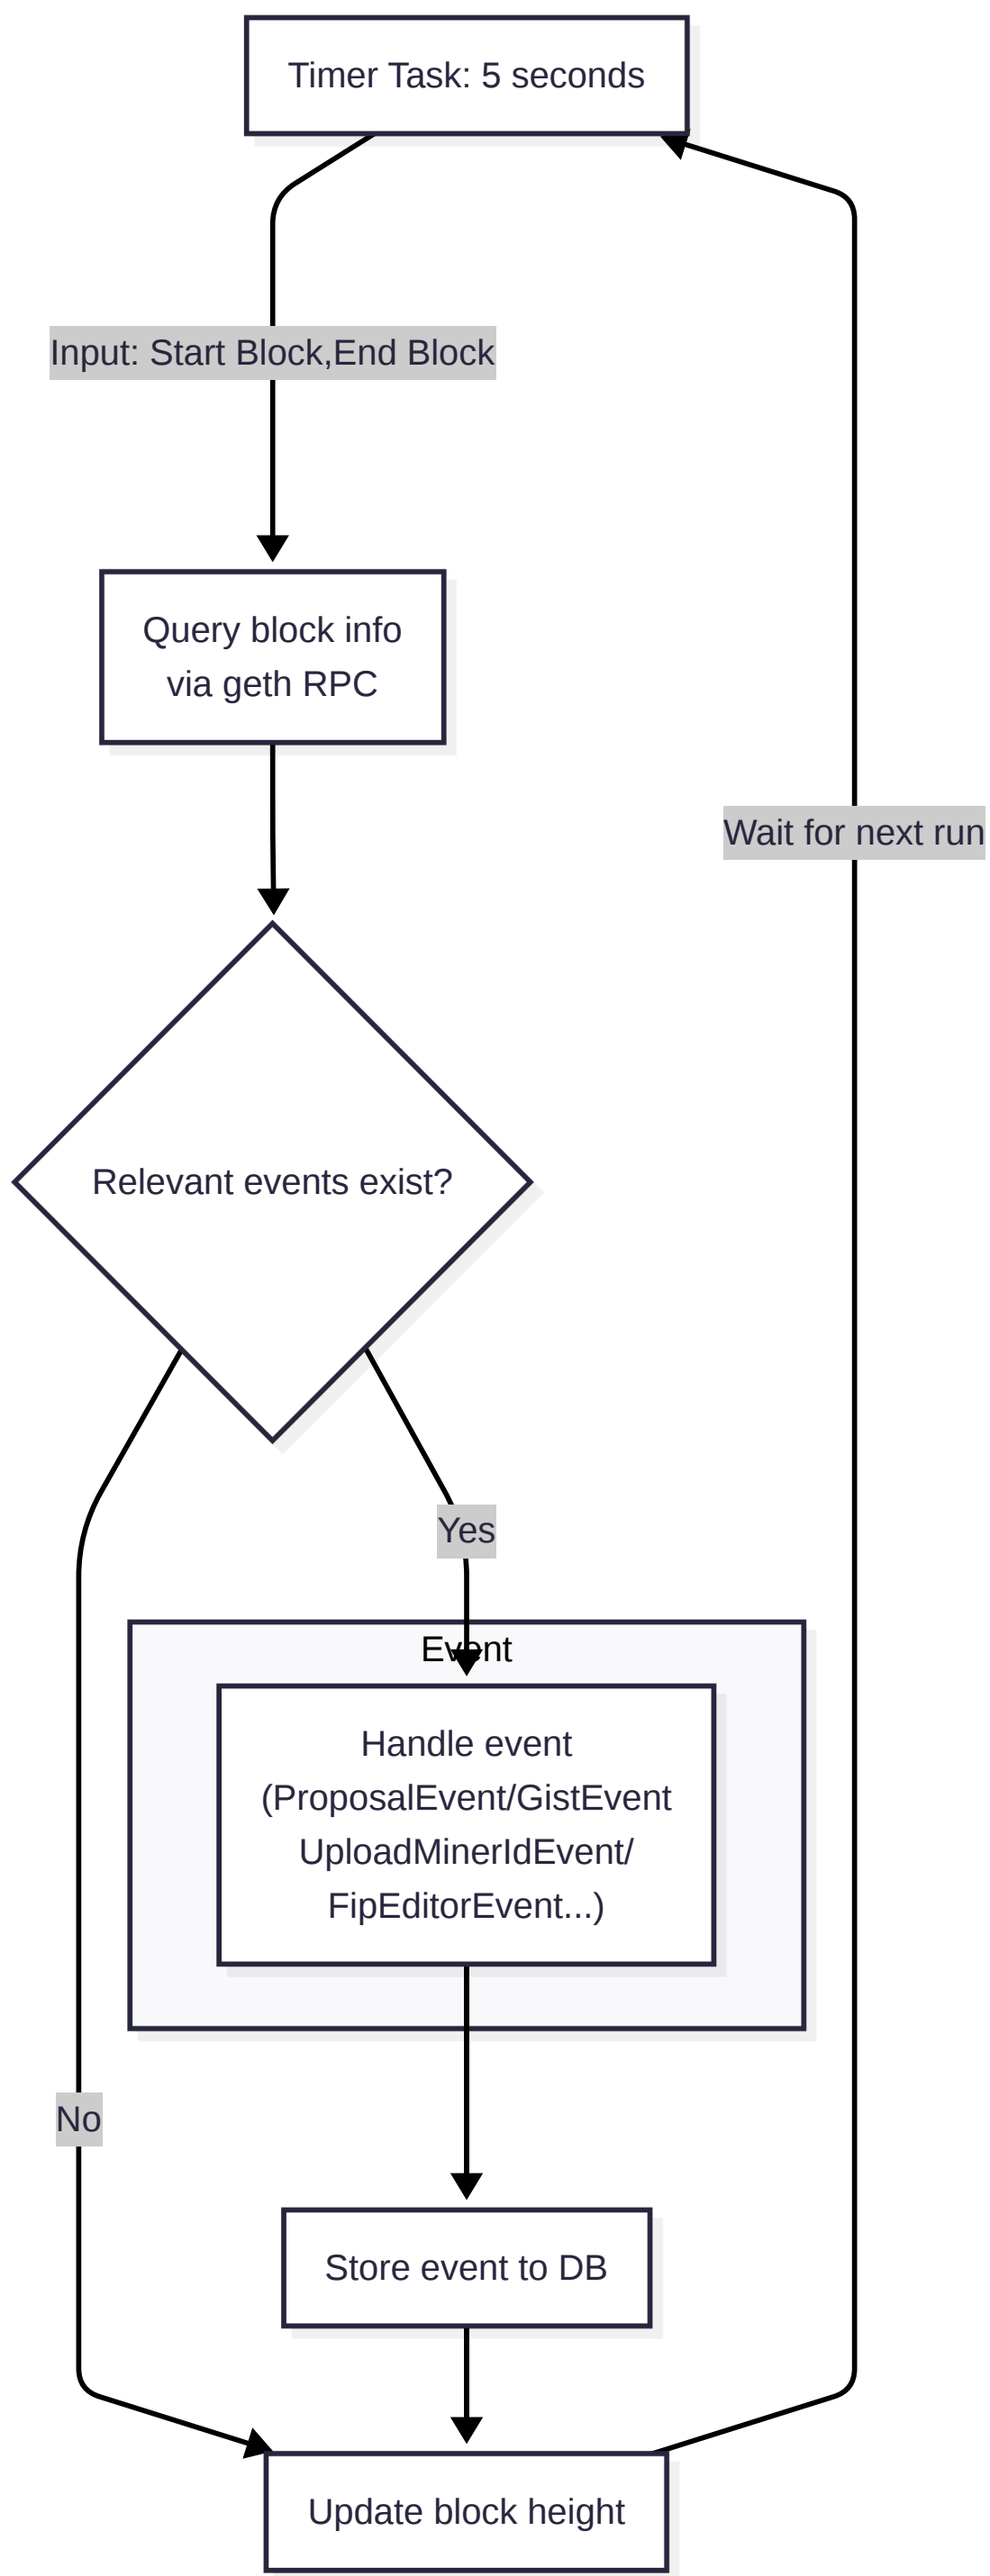 Timer Task: 5 seconds
Input: Start Block,End Block
Query block info
via geth RPC
Wait for next run
Relevant events exist?
Yes
Event
Handle event
(ProposalEvent/GistEvent
UploadMinerIdEvent/
FipEditorEvent...)
No
Store event to DB
Update block height